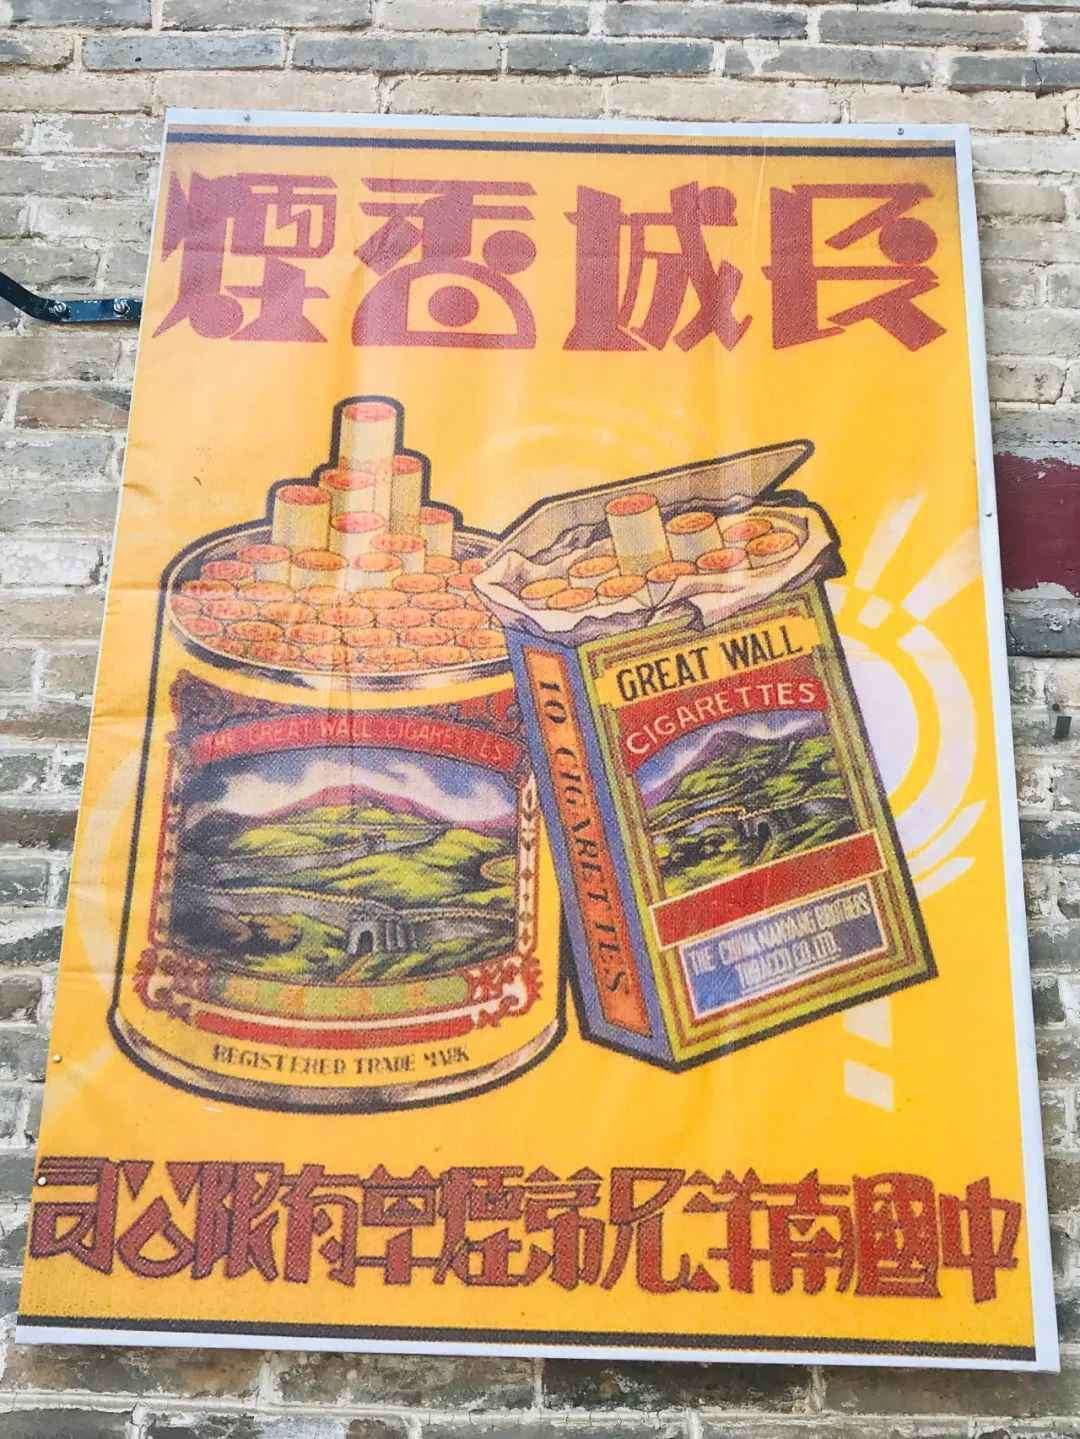 長城香煙
THE GREAT WALL CIGARETTES
REGISTERED TRADE MARK
10 CIGARETTES
GREAT WALL
CIGARETTES
THE CHINA NANYANG BROTHERS
TOBACCO CO. LTD.
中國南洋兄弟煙草有限公司